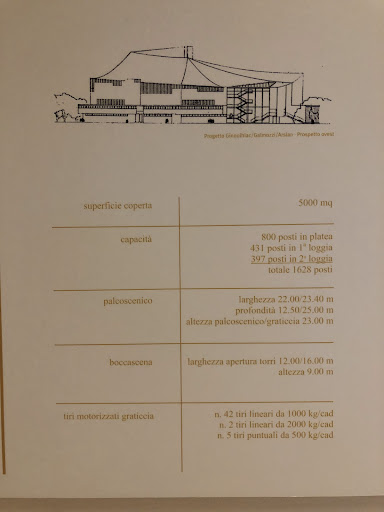 Progetto Ginoulhiac/Gabriuzzi/Amler - Prospetto ovest
superficie coperta 5000 mq
capacità 800 posti in platea
431 posti in 1ª loggia
397 posti in 2ª loggia
totale 1628 posti
palcoscenico larghezza 22.00/23.40 m
profondità 12.50/25.00 m
altezza palcoscenico/graticcia 23.00 m
boccascena larghezza apertura torri 12.00/16.00 m
altezza 9.00 m
tiri motorizzati graticcia n. 42 tiri lineari da 1000 kg/cad
n. 2 tiri lineari da 2000 kg/cad
n. 5 tiri puntuali da 500 kg/cad